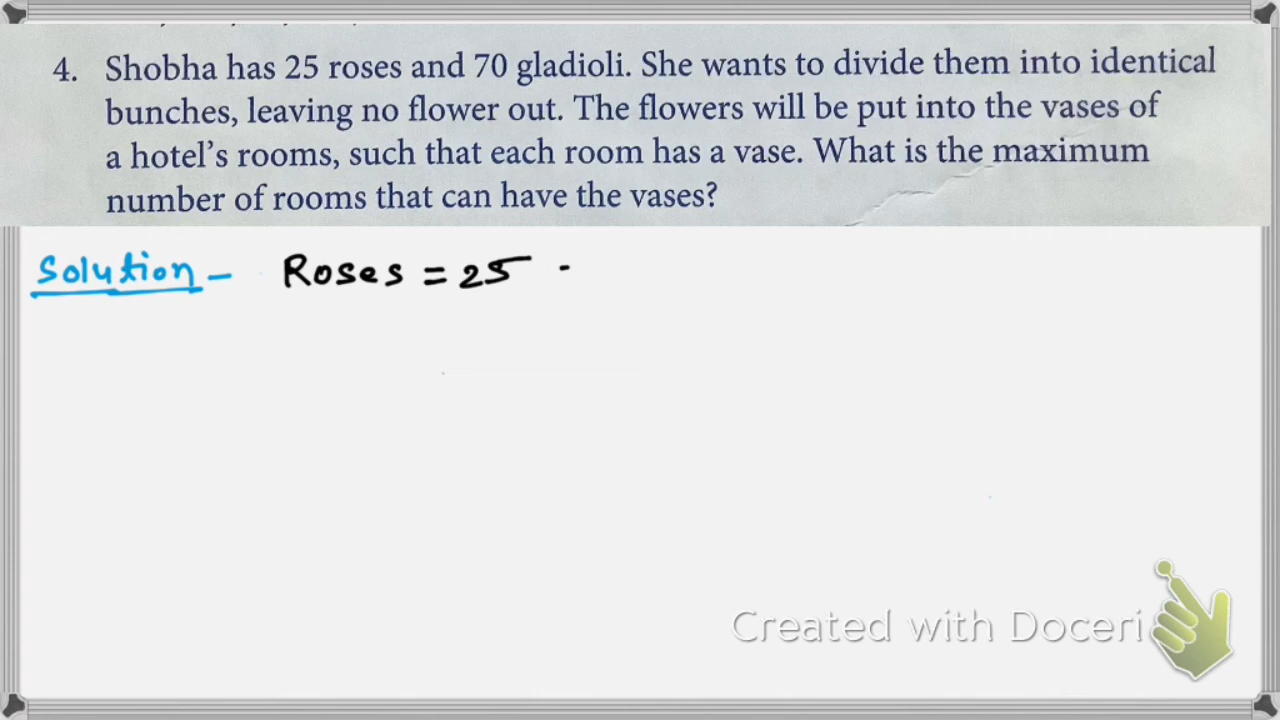 4. Shobha has 25 roses and 70 gladioli. She wants to divide them into identical
bunches, leaving no flower out. The flowers will be put into the vases of
a hotel's rooms, such that each room has a vase. What is the maximum
number of rooms that can have the vases?
Solution - Roses = 25 -
Created with Doceri